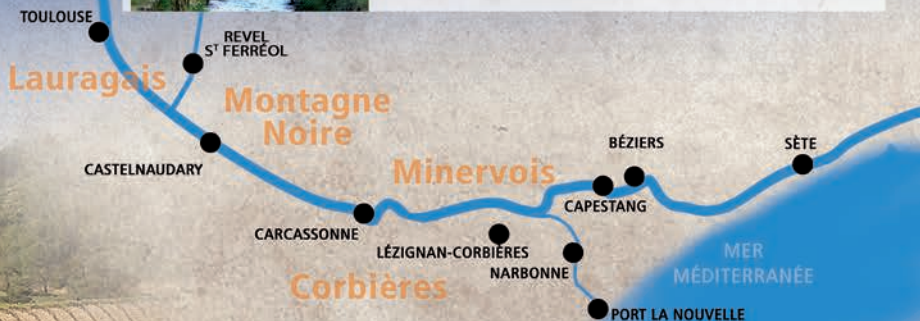 TOULOUSE
REVEL
Sᵀ FERRÉOL
Lauragais
Montagne
Noire
CASTELNAUDARY
BÉZIERS
SÈTE
Minervois
CAPESTANG
CARCASSONNE
LÉZIGNAN-CORBIÈRES
NARBONNE
MER
MÉDITERRANÉE
Corbières
PORT LA NOUVELLE